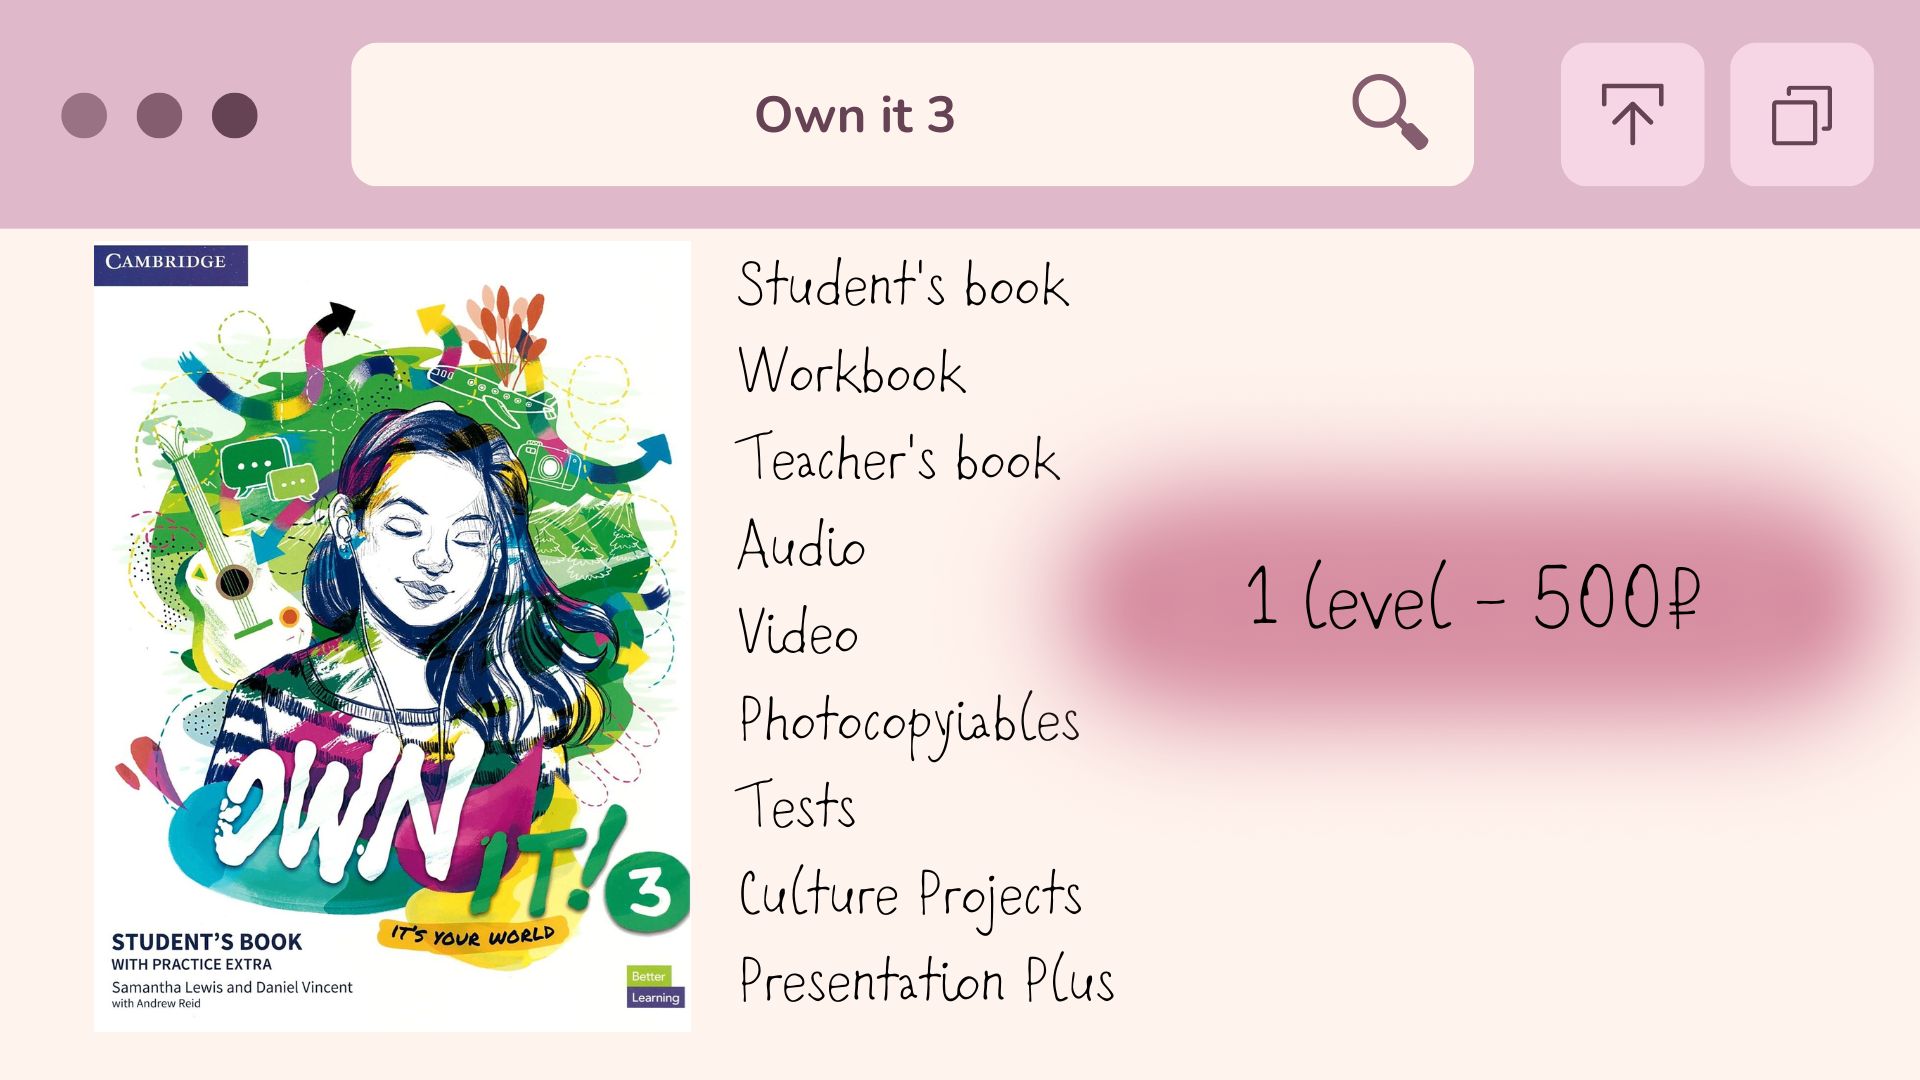 Own it 3
CAMBRIDGE
OWN
IT! 3
IT'S YOUR WORLD
STUDENT'S BOOK
WITH PRACTICE EXTRA
Samantha Lewis and Daniel Vincent
with Andrew Reid
Better
Learning
Student's book
Workbook
Teacher's book
Audio
Video
Photocopyiables
Tests
Culture Projects
Presentation Plus
1 level - 500₽